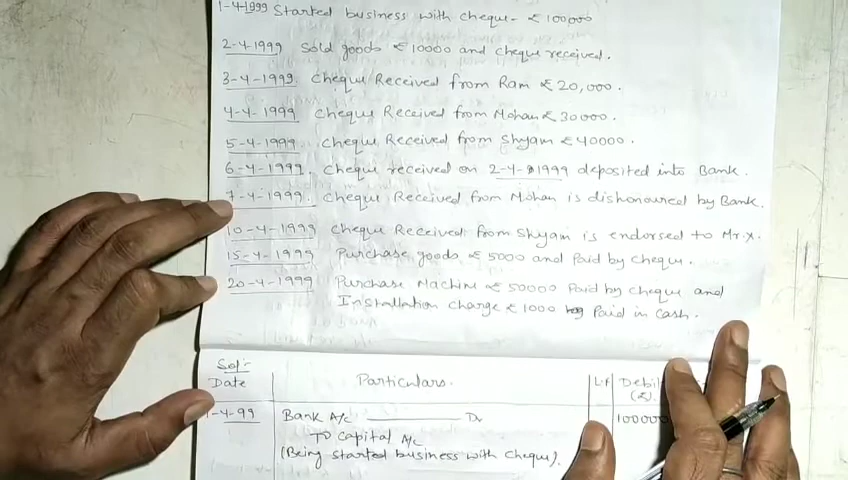 1-4-1999 Started business with cheque- ₹100000
2-4-1999 Sold goods ₹10000 and cheque received.
3-4-1999. Cheque Received from Ram ₹20,000.
4-4-1999 Cheque Received from Mohan ₹30000.
5-4-1999 Cheque Received from Shyam ₹40000.
6-4-1999. Cheque received on 2-4-1999 deposited into Bank.
7-4-1999. Cheque Received from Mohan is dishonoured by Bank.
10-4-1999 Cheque Received from Shyam is endorsed to Mr.X.
15-4-1999 Purchase goods ₹5000 and Paid by cheque.
20-4-1999 Purchase Machine ₹50000 Paid by cheque and
Installation charge ₹1000 Paid in cash.
Sol:-
Date Particulars. L.F Debit
(₹).
-4-99 Bank A/c Dr 100000
To Capital A/c
(Being started business with Cheque).